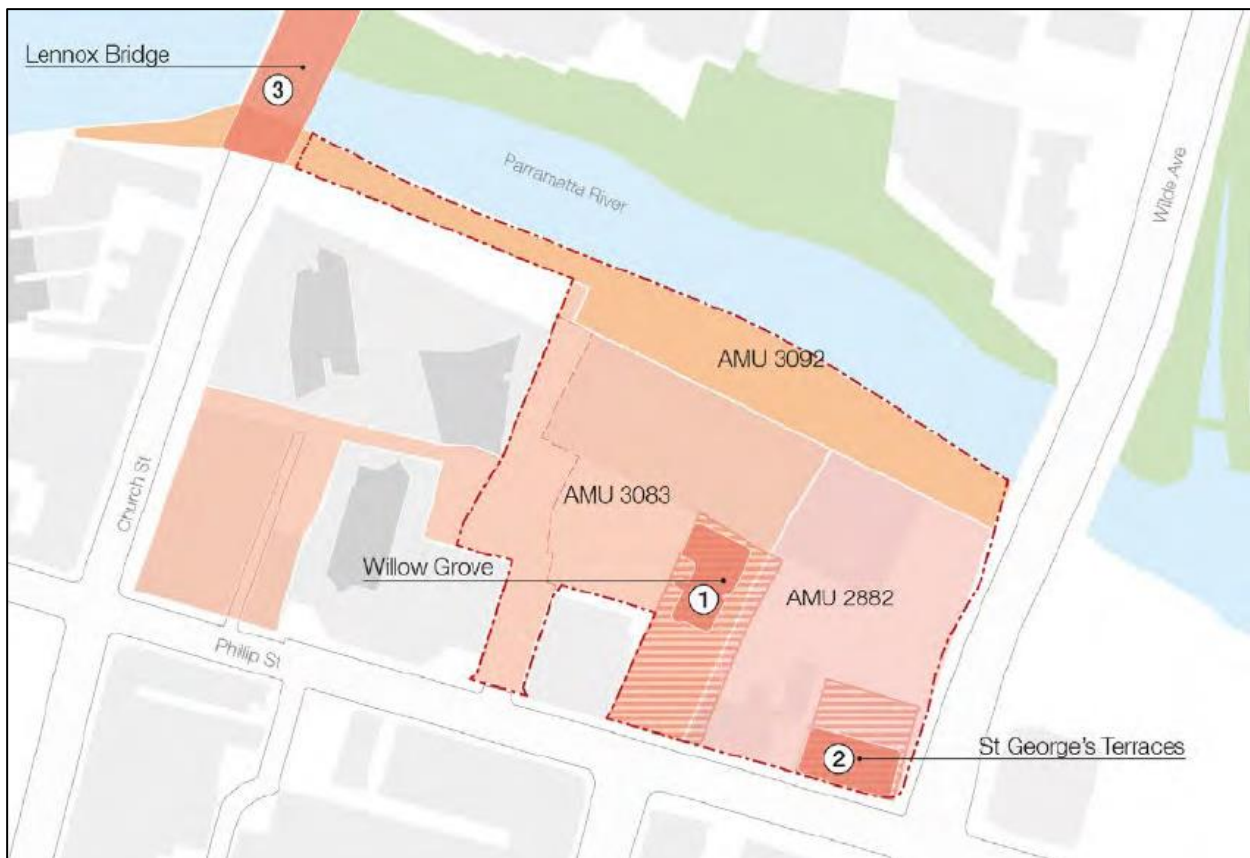 Lennox Bridge
3
Parramatta River
Wilde Ave
AMU 3092
Church St
AMU 3083
Willow Grove
1
AMU 2882
Phillip St
St George's Terraces
2